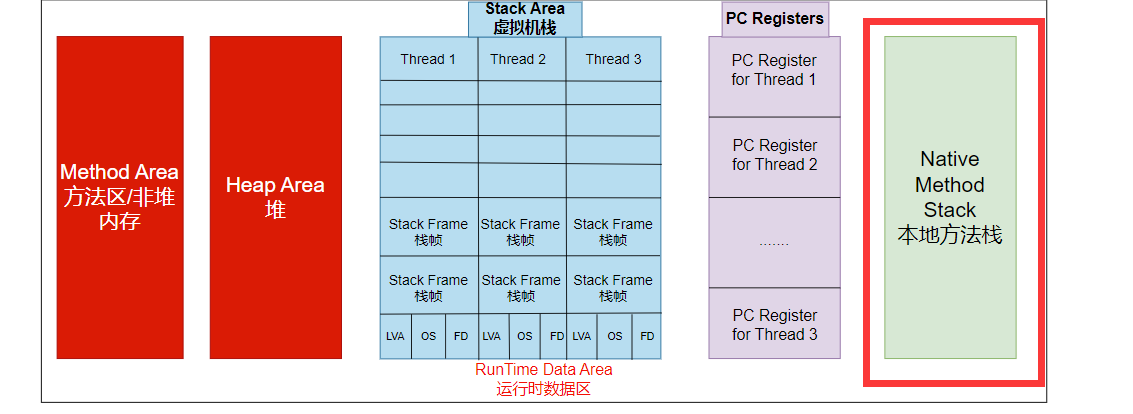 Stack Area
虚拟机栈
PC Registers
Method Area
方法区/非堆
内存
Heap Area
堆
Thread 1
Thread 2
Thread 3
Stack Frame
栈帧
Stack Frame
栈帧
Stack Frame
栈帧
Stack Frame
栈帧
Stack Frame
栈帧
Stack Frame
栈帧
LVA
OS
FD
LVA
OS
FD
LVA
OS
FD
PC Register
for Thread 1
PC Register
for Thread 2
.......
PC Register
for Thread 3
Native
Method
Stack
本地方法栈
RunTime Data Area
运行时数据区